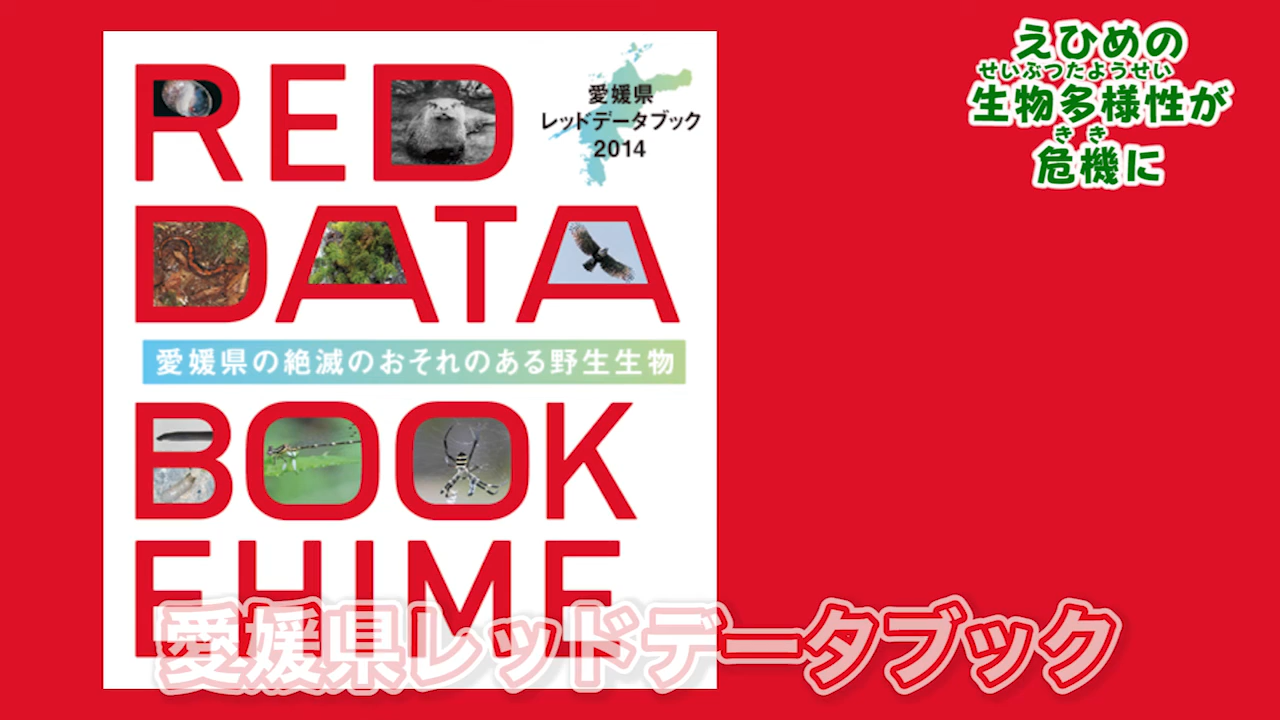 RED
愛媛県
レッドデータブック
2014
DATA
愛媛県の絶滅のおそれのある野生生物
BOOK
EHIME
えひめの
せいぶつたようせい
生物多様性が
きき
危機に
愛媛県レッドデータブック